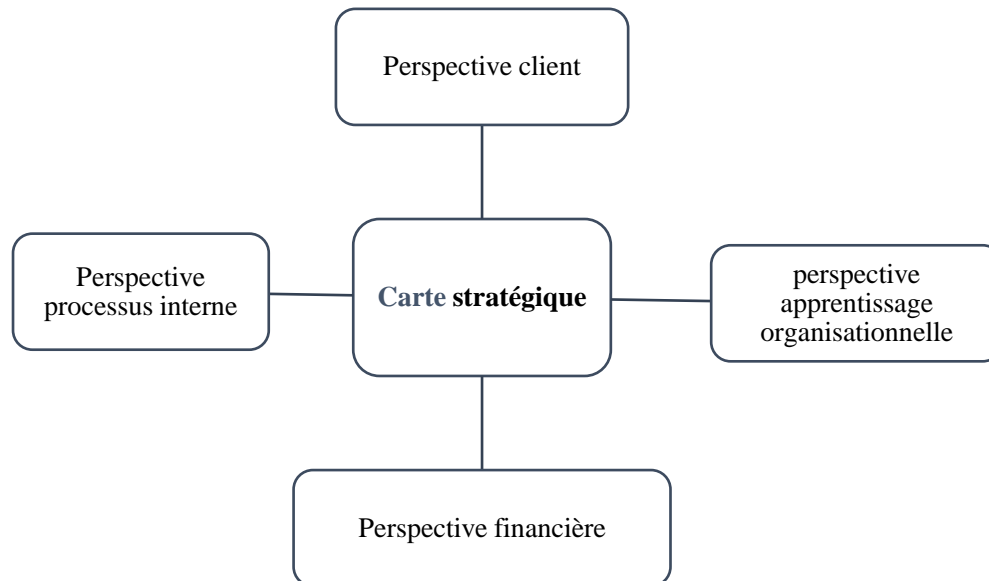 Perspective client
Perspective
processus interne
Carte stratégique
perspective
apprentissage
organisationnelle
Perspective financière